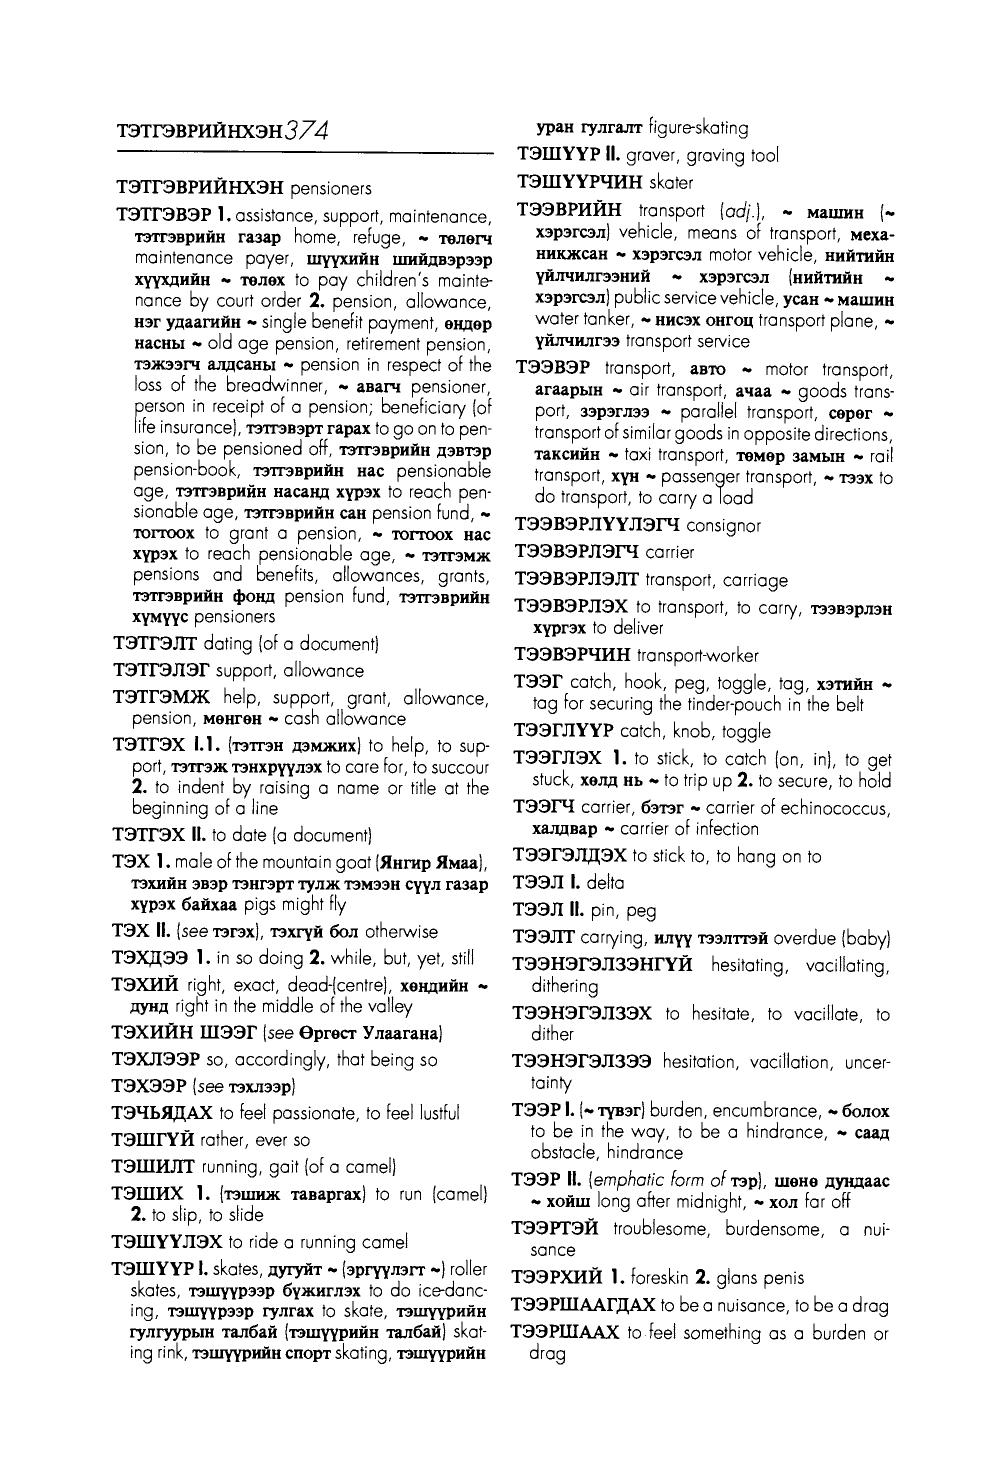 ТЭТГЭВРИЙНХЭН 374
ТЭТГЭВРИЙНХЭН pensioners
ТЭТГЭВЭР 1. assistance, support, maintenance,
тэтгэврийн газар home, refuge, ~ төлөгч
maintenance payer, шүүхийн шийдвэрээр
хүүхдийн ~ төлөх to pay children's mainte-
nance by court order 2. pension, allowance,
нэг удаагийн ~ single benefit payment, өндөр
насны ~ old age pension, retirement pension,
тэжээгч алдсаны ~ pension in respect of the
loss of the breadwinner, ~ авагч pensioner,
person in receipt of a pension; beneficiary (of
life insurance), тэтгэвэрт гарах to go on to pen-
sion, to be pensioned off, тэтгэврийн дэвтэр
pension-book, тэтгэврийн нас pensionable
age, тэтгэврийн насанд хүрэх to reach pen-
sionable age, тэтгэврийн сан pension fund, ~
тогтоох to grant a pension, ~ тогтоох нас
хүрэх to reach pensionable age, ~ тэтгэмж
pensions and benefits, allowances, grants,
тэтгэврийн фонд pension fund, тэтгэврийн
хүмүүс pensioners
ТЭТГЭЛТ dating (of a document)
ТЭТГЭЛЭГ support, allowance
ТЭТГЭМЖ help, support, grant, allowance,
pension, мөнгөн ~ cash allowance
ТЭТГЭХ I.1. (тэтгэн дэмжих) to help, to sup-
port, тэтгэж тэнхрүүлэх to care for, to succour
2. to indent by raising a name or title at the
beginning of a line
ТЭТГЭХ II. to date (a document)
ТЭХ 1. male of the mountain goat (Янгир Ямаа),
тэхийн эвэр тэнгэрт тулж тэмээн сүүл газар
хүрэх байхаа pigs might fly
ТЭХ II. (see тэгэх), тэхгүй бол otherwise
ТЭХДЭЭ 1. in so doing 2. while, but, yet, still
ТЭХИЙ right, exact, dead-(centre), хөндийн ~
дунд right in the middle of the valley
ТЭХИЙН ШЭЭГ (see Өргөст Улаагана)
ТЭХЛЭЭР so, accordingly, that being so
ТЭХЭЭР (see тэхлээр)
ТЭЧЬЯДАХ to feel passionate, to feel lustful
ТЭШГҮЙ rather, ever so
ТЭШИЛТ running, gait (of a camel)
ТЭШИХ 1. (тэшиж таваргах) to run (camel)
2. to slip, to slide
ТЭШҮҮЛЭХ to ride a running camel
ТЭШҮҮР I. skates, дугуйт ~ (эргүүлэгт ~) roller
skates, тэшүүрээр бүжиглэх to do ice-danc-
ing, тэшүүрээр гулгах to skate, тэшүүрийн
гулгуурын талбай (тэшүүрийн талбай) skat-
ing rink, тэшүүрийн спорт skating, тэшүүрийн
уран гулгалт figure-skating
ТЭШҮҮР II. graver, graving tool
ТЭШҮҮРЧИН skater
ТЭЭВРИЙН transport (adj.), ~ машин (~
хэрэгсэл) vehicle, means of transport, меха-
никжсан ~ хэрэгсэл motor vehicle, нийтийн
үйлчилгээний ~ хэрэгсэл (нийтийн ~
хэрэгсэл) public service vehicle, усан ~ машин
water tanker, ~ нисэх онгоц transport plane, ~
үйлчилгээ transport service
ТЭЭВЭР transport, авто ~ motor transport,
агаарын ~ air transport, ачаа ~ goods trans-
port, зэрэглээ ~ parallel transport, сөрөг ~
transport of similar goods in opposite directions,
таксийн ~ taxi transport, төмөр замын ~ rail
transport, хүн ~ passenger transport, ~ тээх to
do transport, to carry a load
ТЭЭВЭРЛҮҮЛЭГЧ consignor
ТЭЭВЭРЛЭГЧ carrier
ТЭЭВЭРЛЭЛТ transport, carriage
ТЭЭВЭРЛЭХ to transport, to carry, тээвэрлэн
хүргэх to deliver
ТЭЭВЭРЧИН transport-worker
ТЭЭГ catch, hook, peg, toggle, tag, хэтийн ~
tag for securing the tinder-pouch in the belt
ТЭЭГЛҮҮР catch, knob, toggle
ТЭЭГЛЭХ 1. to stick, to catch (on, in), to get
stuck, хөлд нь ~ to trip up 2. to secure, to hold
ТЭЭГЧ carrier, бэтэг ~ carrier of echinococcus,
халдвар ~ carrier of infection
ТЭЭГЭЛДЭХ to stick to, to hang on to
ТЭЭЛ I. delta
ТЭЭЛ II. pin, peg
ТЭЭЛТ carrying, илүү тээлттэй overdue (baby)
ТЭЭНЭГЭЛЗЭНГҮЙ hesitating, vacillating,
dithering
ТЭЭНЭГЭЛЗЭХ to hesitate, to vacillate, to
dither
ТЭЭНЭГЭЛЗЭЭ hesitation, vacillation, uncer-
tainty
ТЭЭР I. (~ түвэг) burden, encumbrance, ~ болох
to be in the way, to be a hindrance, ~ саад
obstacle, hindrance
ТЭЭР II. (emphatic form of тэр), шөнө дундаас
~ хойш long after midnight, ~ хол far off
ТЭЭРТЭЙ troublesome, burdensome, a nui-
sance
ТЭЭРХИЙ 1. foreskin 2. glans penis
ТЭЭРШААГДАХ to be a nuisance, to be a drag
ТЭЭРШААХ to feel something as a burden or
drag